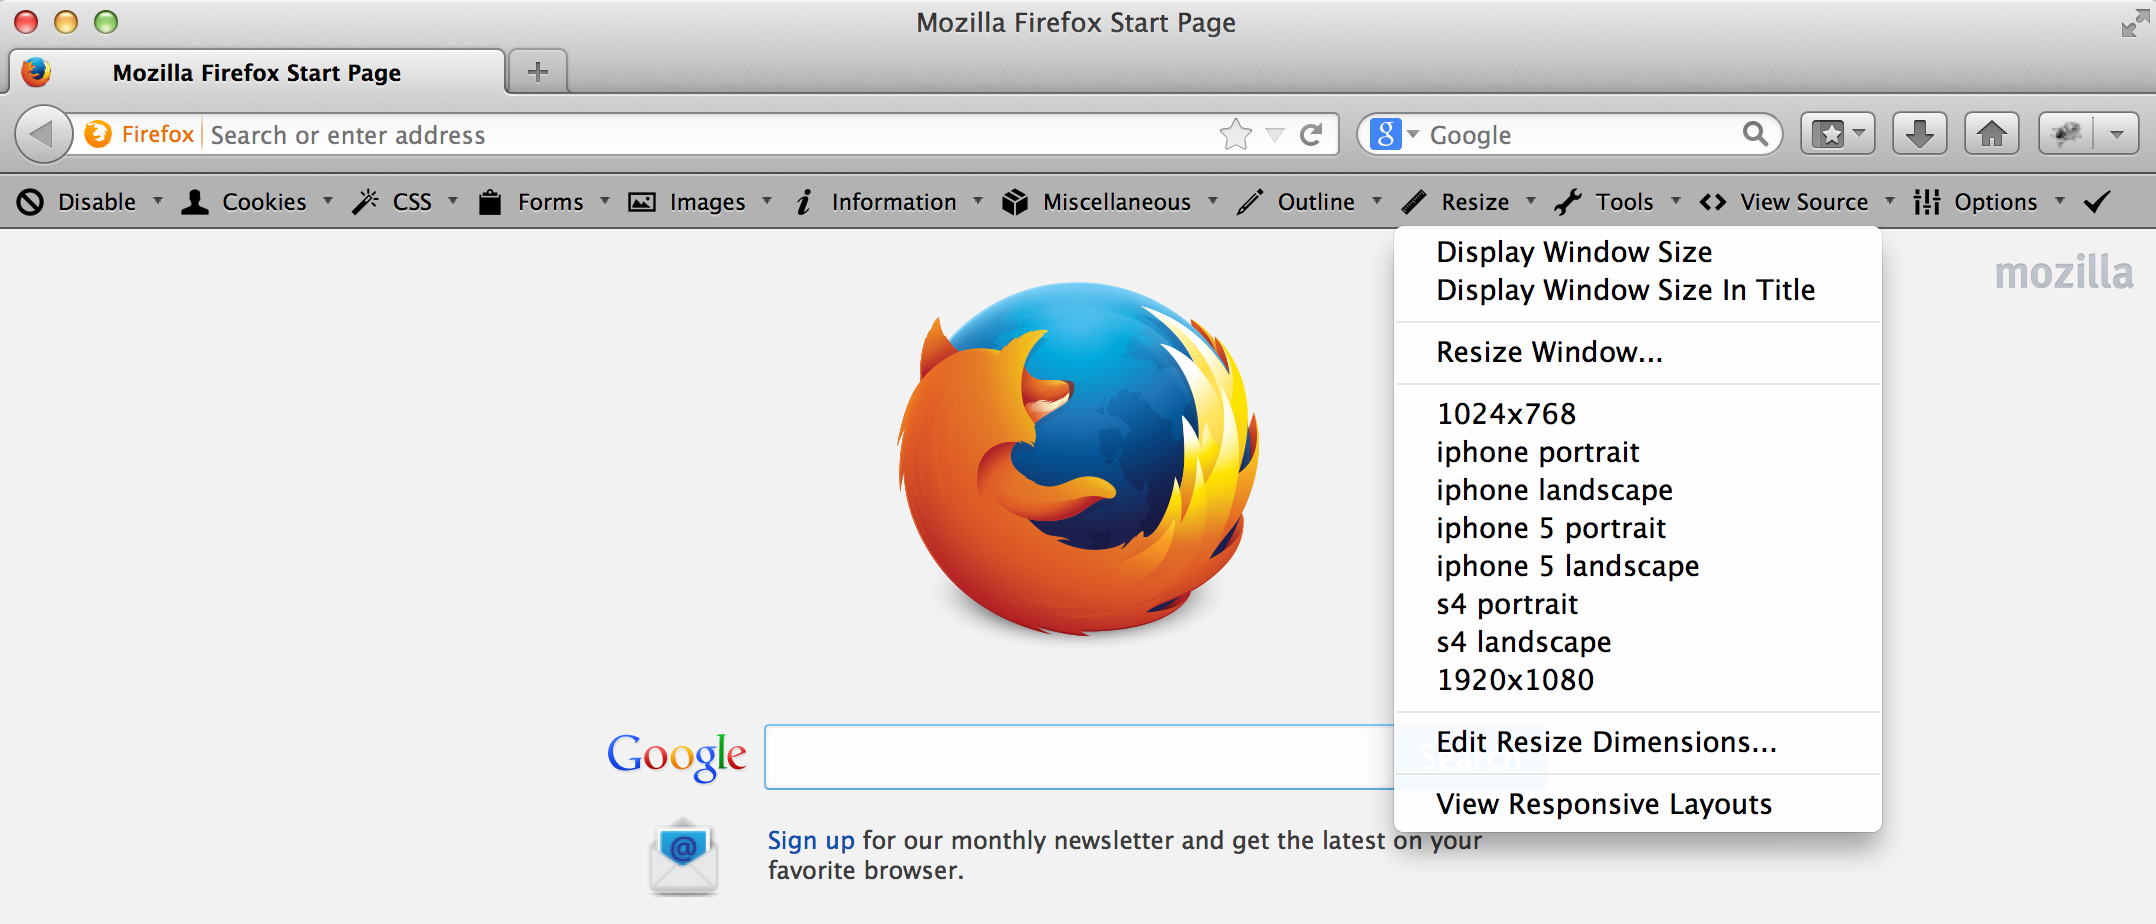 Mozilla Firefox Start Page
Mozilla Firefox Start Page
Firefox Search or enter address
Google
Disable Cookies CSS Forms Images Information Miscellaneous Outline Resize Tools View Source Options
mozilla
Display Window Size
Display Window Size In Title
Resize Window...
1024x768
iphone portrait
iphone landscape
iphone 5 portrait
iphone 5 landscape
s4 portrait
s4 landscape
1920x1080
Edit Resize Dimensions...
View Responsive Layouts
Google
Search
Sign up for our monthly newsletter and get the latest on your
favorite browser.